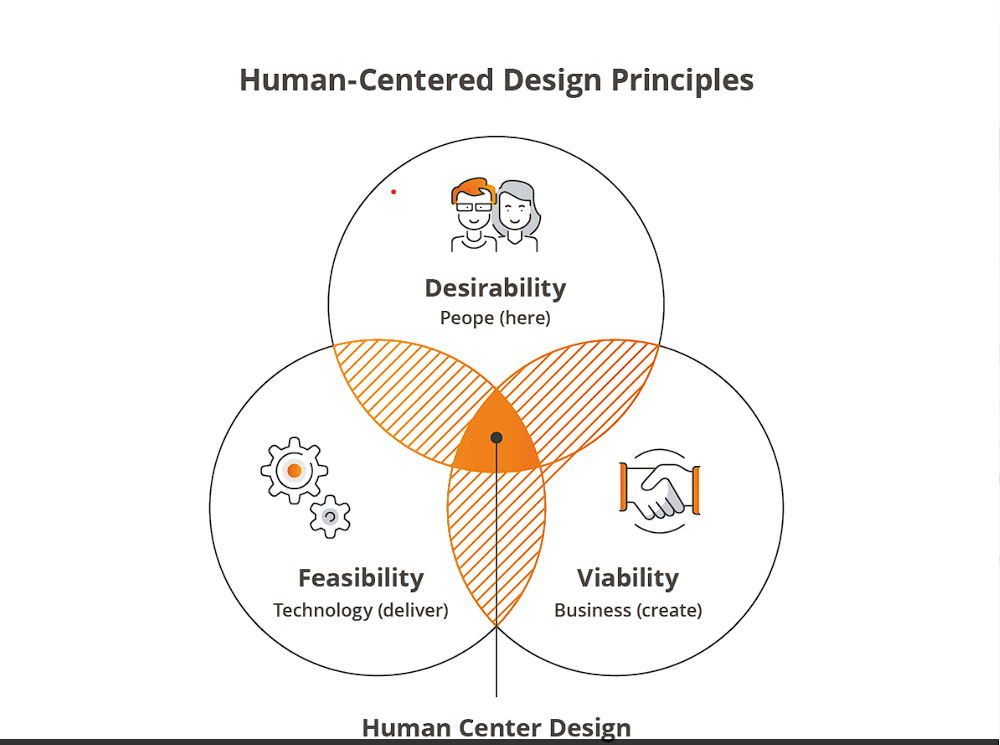 Human-Centered Design Principles
Desirability
Peope (here)
Feasibility
Technology (deliver)
Viability
Business (create)
Human Center Design